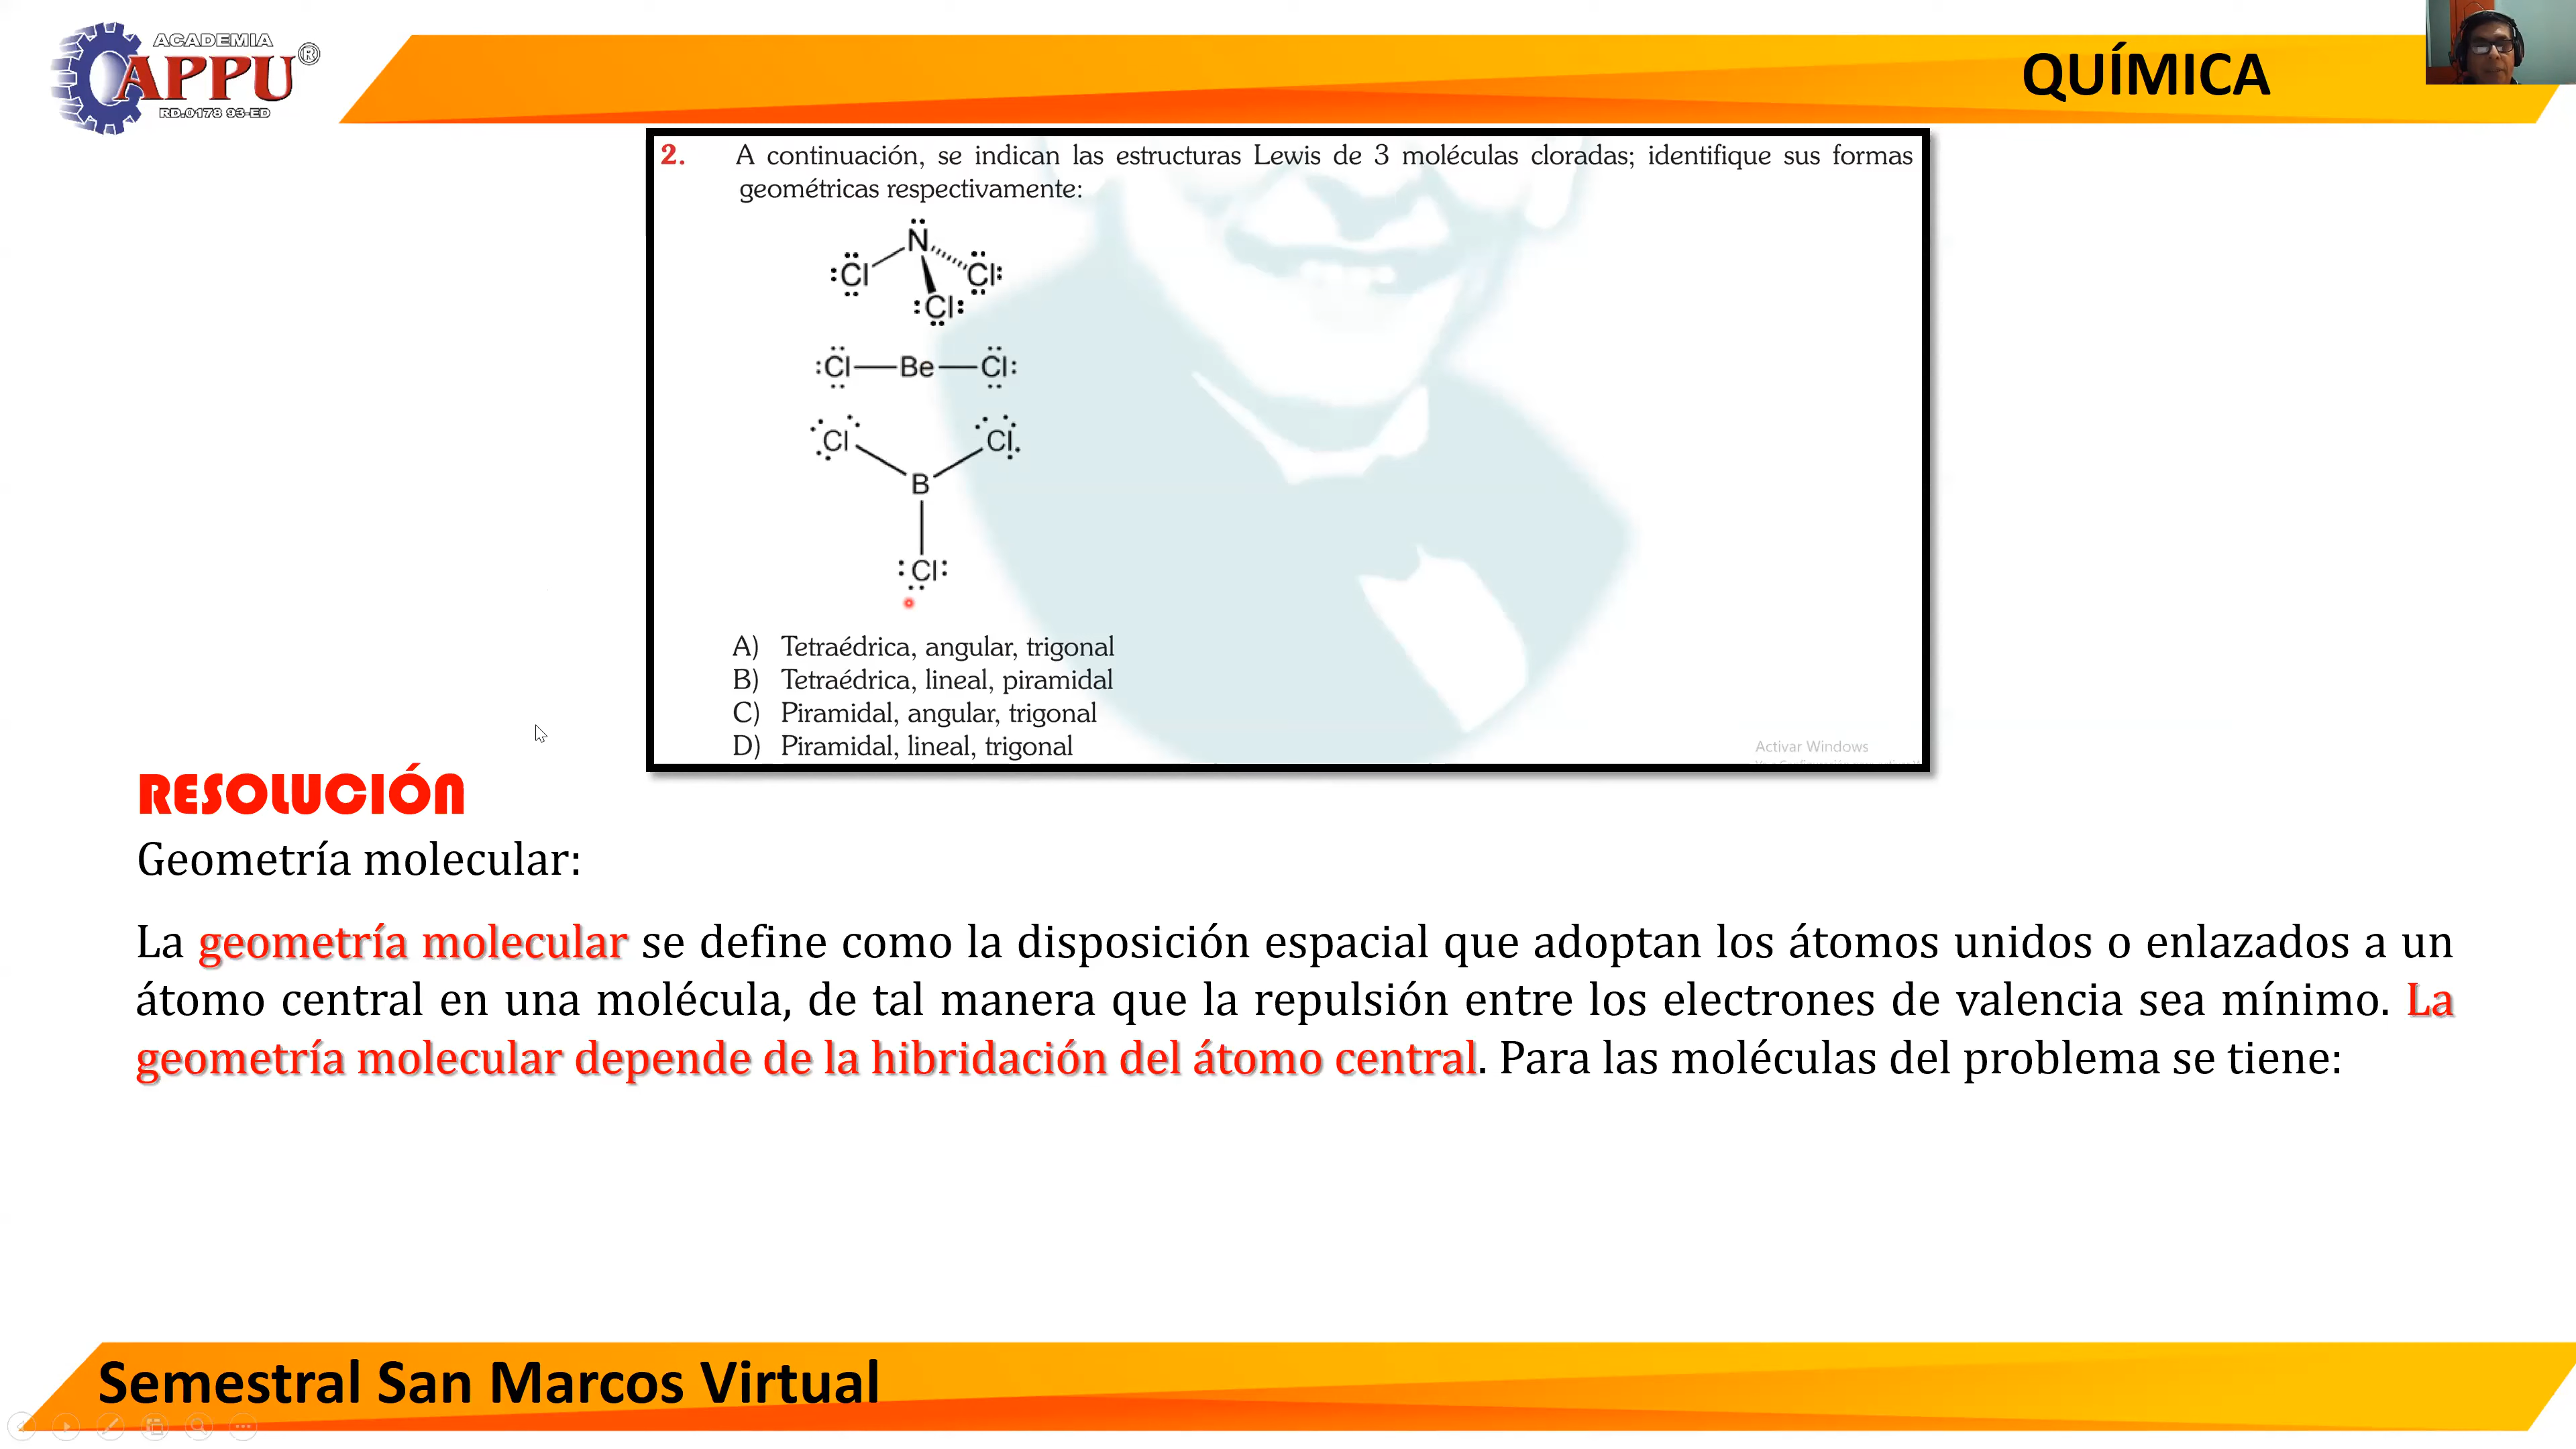 ACADEMIA
CAPPU®
RD.0178 93-ED
QUÍMICA
2. A continuación, se indican las estructuras Lewis de 3 moléculas cloradas; identifique sus formas
geométricas respectivamente:
N
Cl Cl
Cl
Cl Be Cl
Cl Cl
B
Cl
A) Tetraédrica, angular, trigonal
B) Tetraédrica, lineal, piramidal
C) Piramidal, angular, trigonal
D) Piramidal, lineal, trigonal
Activar Windows
RESOLUCIÓN
Geometría molecular:
La geometría molecular se define como la disposición espacial que adoptan los átomos unidos o enlazados a un
átomo central en una molécula, de tal manera que la repulsión entre los electrones de valencia sea mínimo. La
geometría molecular depende de la hibridación del átomo central. Para las moléculas del problema se tiene:
Semestral San Marcos Virtual